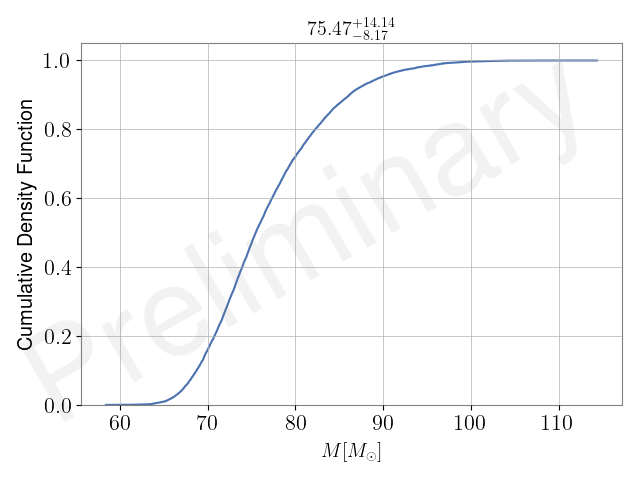 $75.47^{+14.14}_{-8.17}$
1.0
0.8
0.6
0.4
0.2
0.0
Cumulative Density Function
Preliminary
60 70 80 90 100 110
$M[M_{\odot}]$